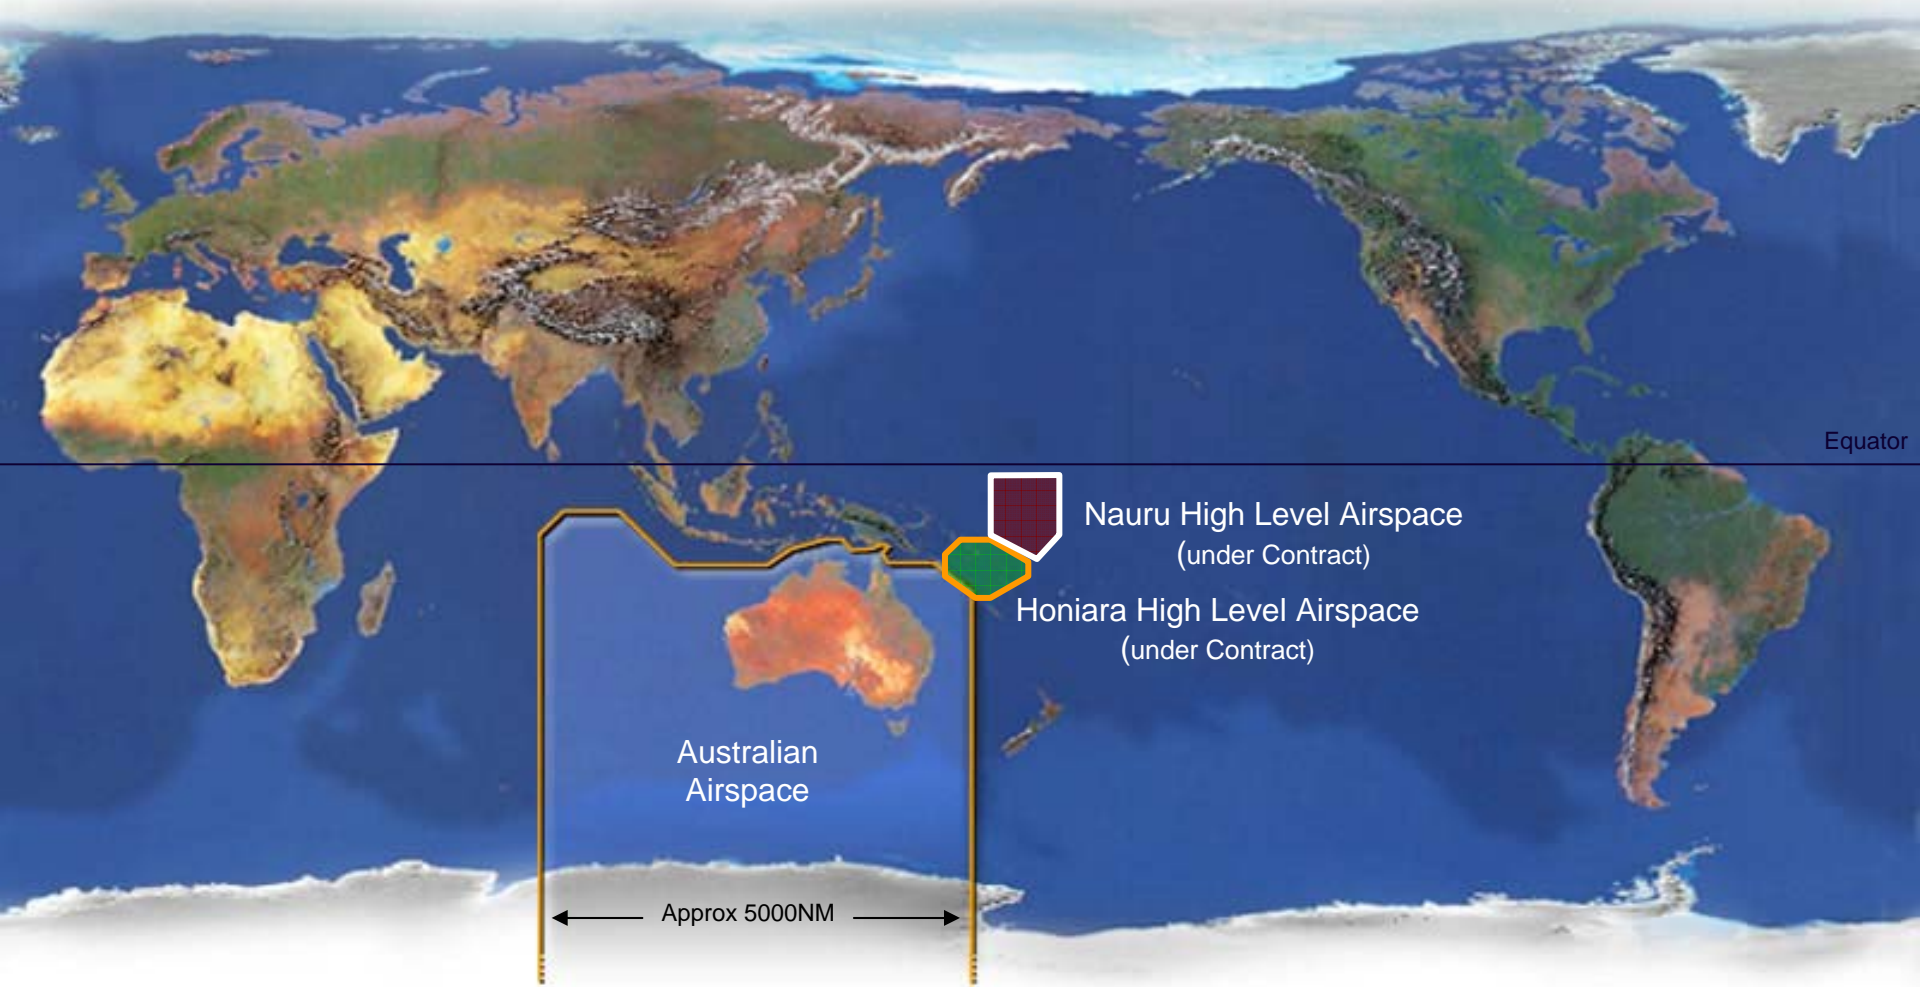 Equator
Nauru High Level Airspace
(under Contract)
Honiara High Level Airspace
(under Contract)
Australian
Airspace
Approx 5000NM